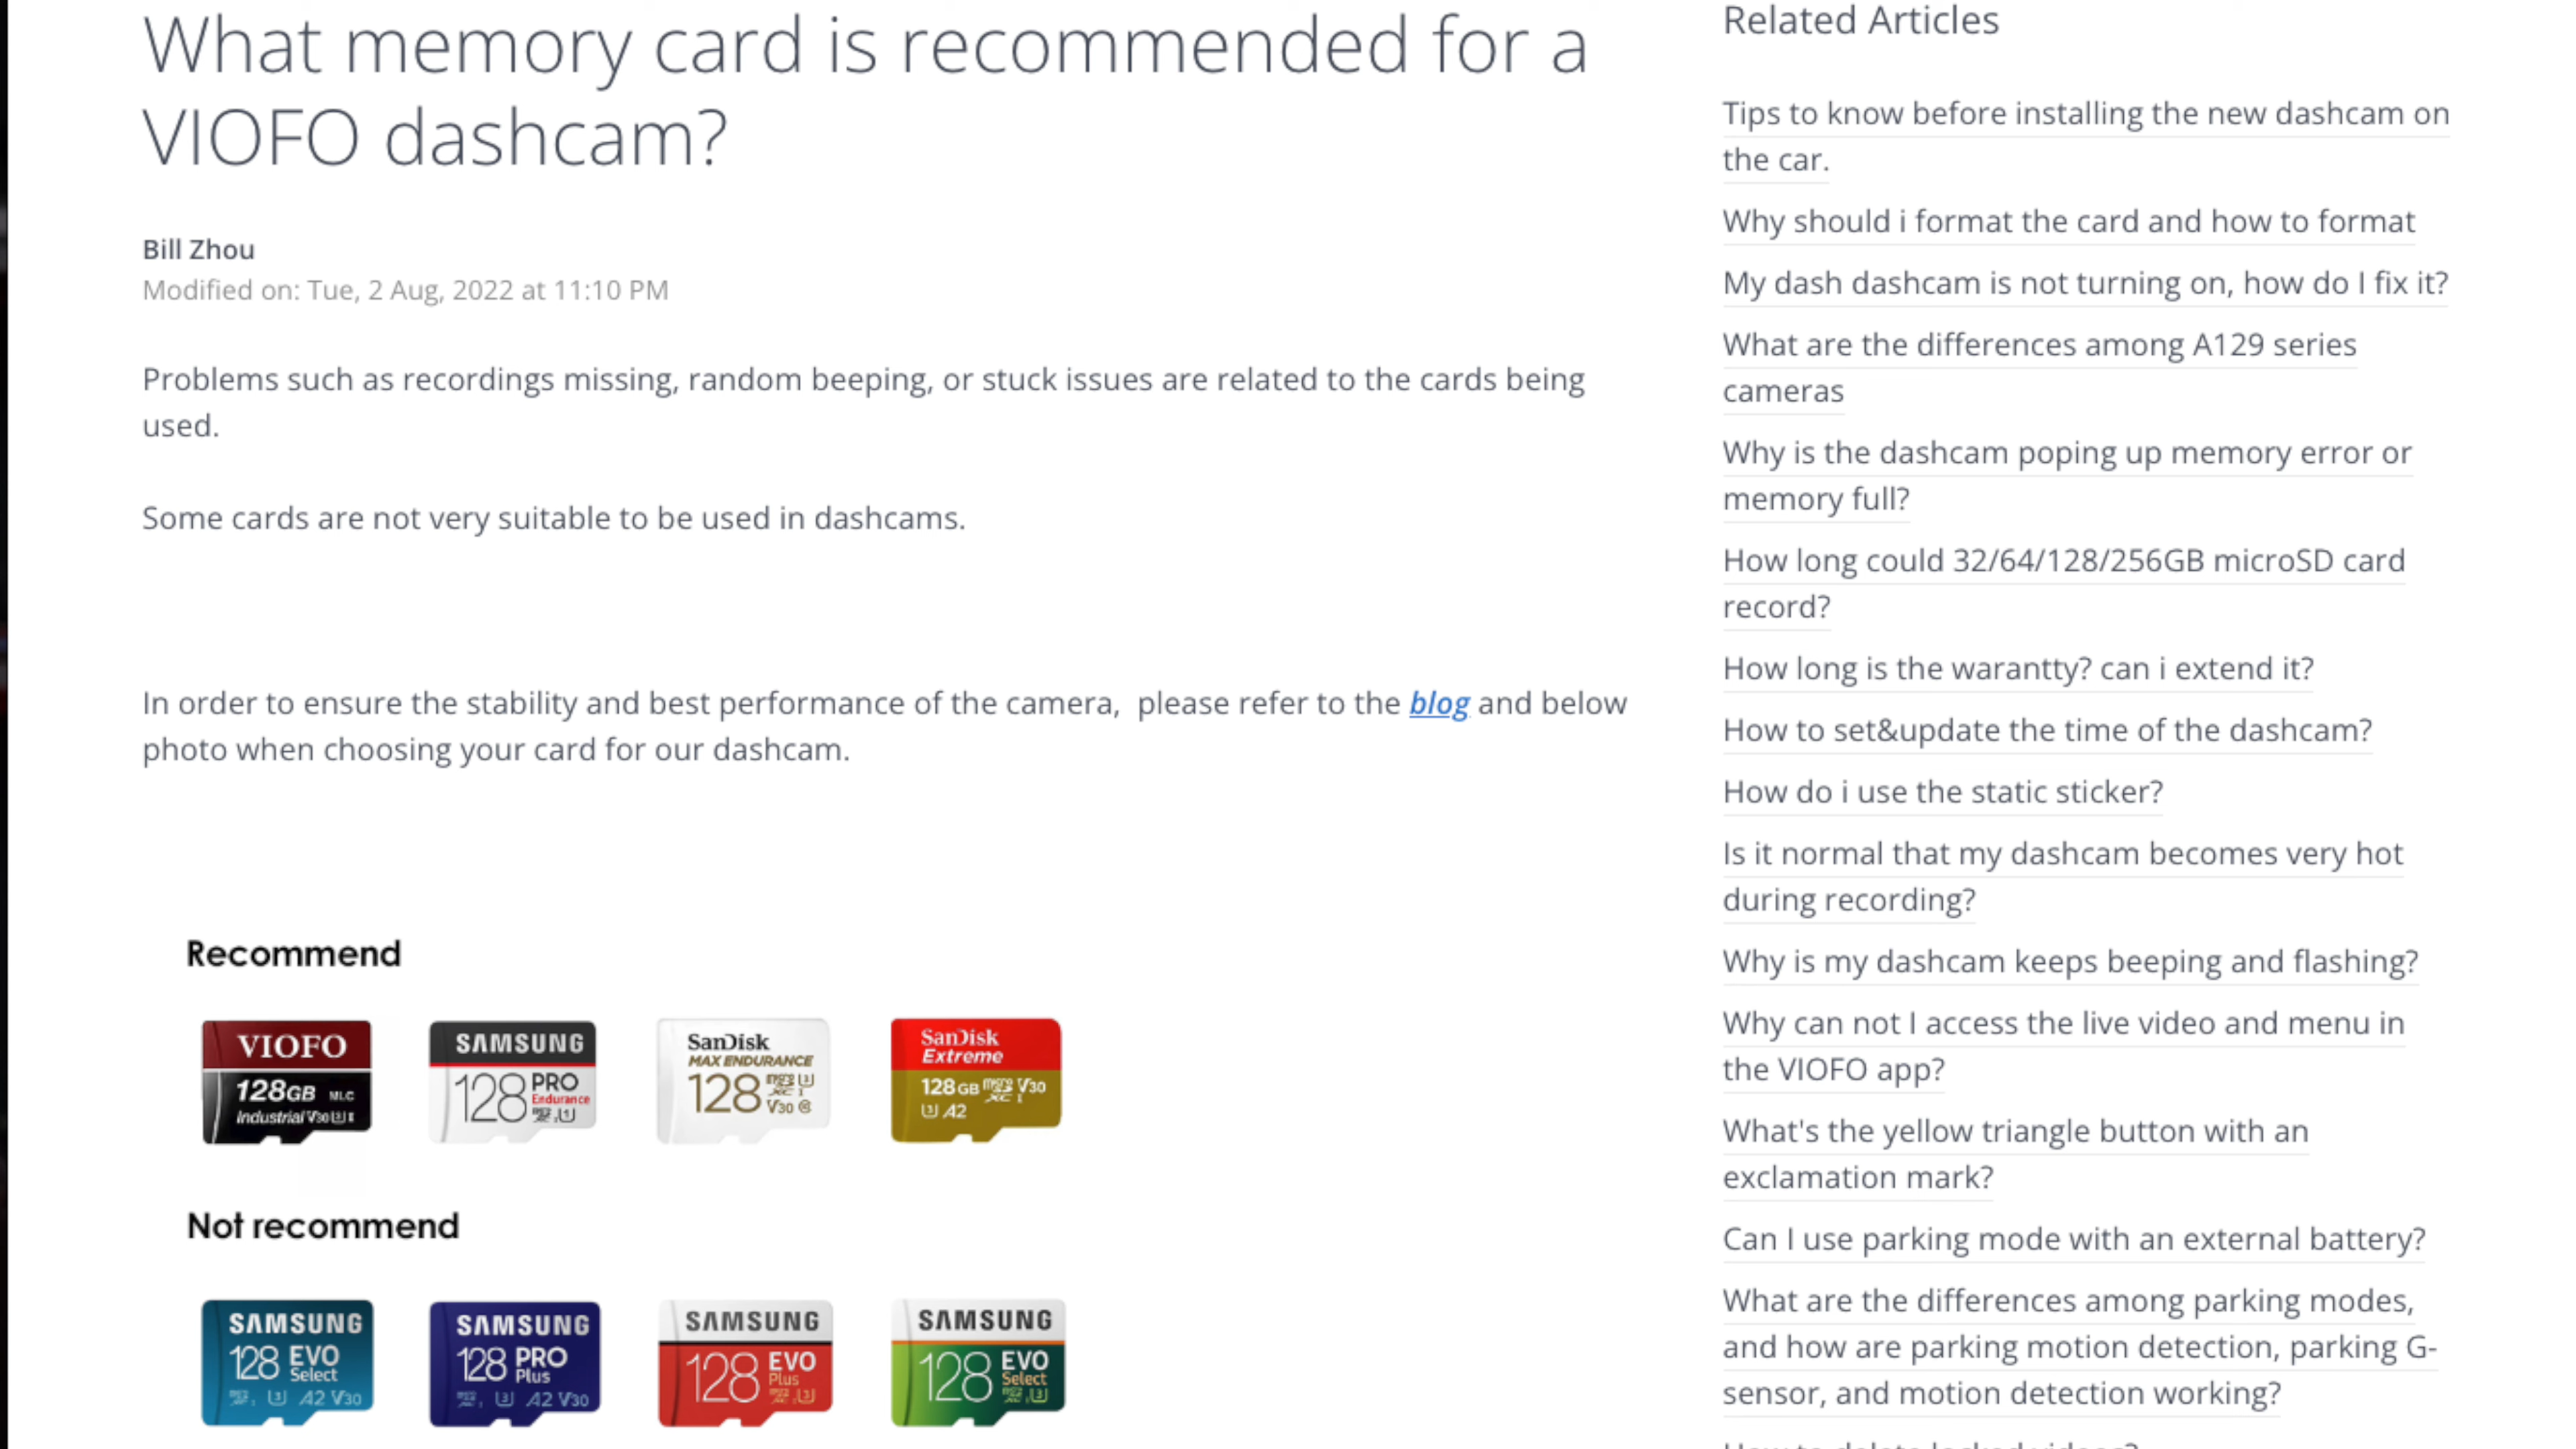 What memory card is recommended for a
VIOFO dashcam?
Bill Zhou
Modified on: Tue, 2 Aug, 2022 at 11:10 PM
Problems such as recordings missing, random beeping, or stuck issues are related to the cards being
used.
Some cards are not very suitable to be used in dashcams.
In order to ensure the stability and best performance of the camera,  please refer to the blog and below
photo when choosing your card for our dashcam.
Recommend
VIOFO
128GB MLC
Industrial V30
SAMSUNG
128 PRO
Endurance
SanDisk
MAX ENDURANCE
128
V30
SanDisk
Extreme
128 GB V30
A2
Not recommend
SAMSUNG
128 EVO
Select
A2 V30
SAMSUNG
128 PRO
Plus
A2 V30
SAMSUNG
128 EVO
Plus
SAMSUNG
128 EVO
Select
Related Articles
Tips to know before installing the new dashcam on
the car.
Why should i format the card and how to format
My dash dashcam is not turning on, how do I fix it?
What are the differences among A129 series
cameras
Why is the dashcam poping up memory error or
memory full?
How long could 32/64/128/256GB microSD card
record?
How long is the warantty? can i extend it?
How to set&update the time of the dashcam?
How do i use the static sticker?
Is it normal that my dashcam becomes very hot
during recording?
Why is my dashcam keeps beeping and flashing?
Why can not I access the live video and menu in
the VIOFO app?
What's the yellow triangle button with an
exclamation mark?
Can I use parking mode with an external battery?
What are the differences among parking modes,
and how are parking motion detection, parking G-
sensor, and motion detection working?